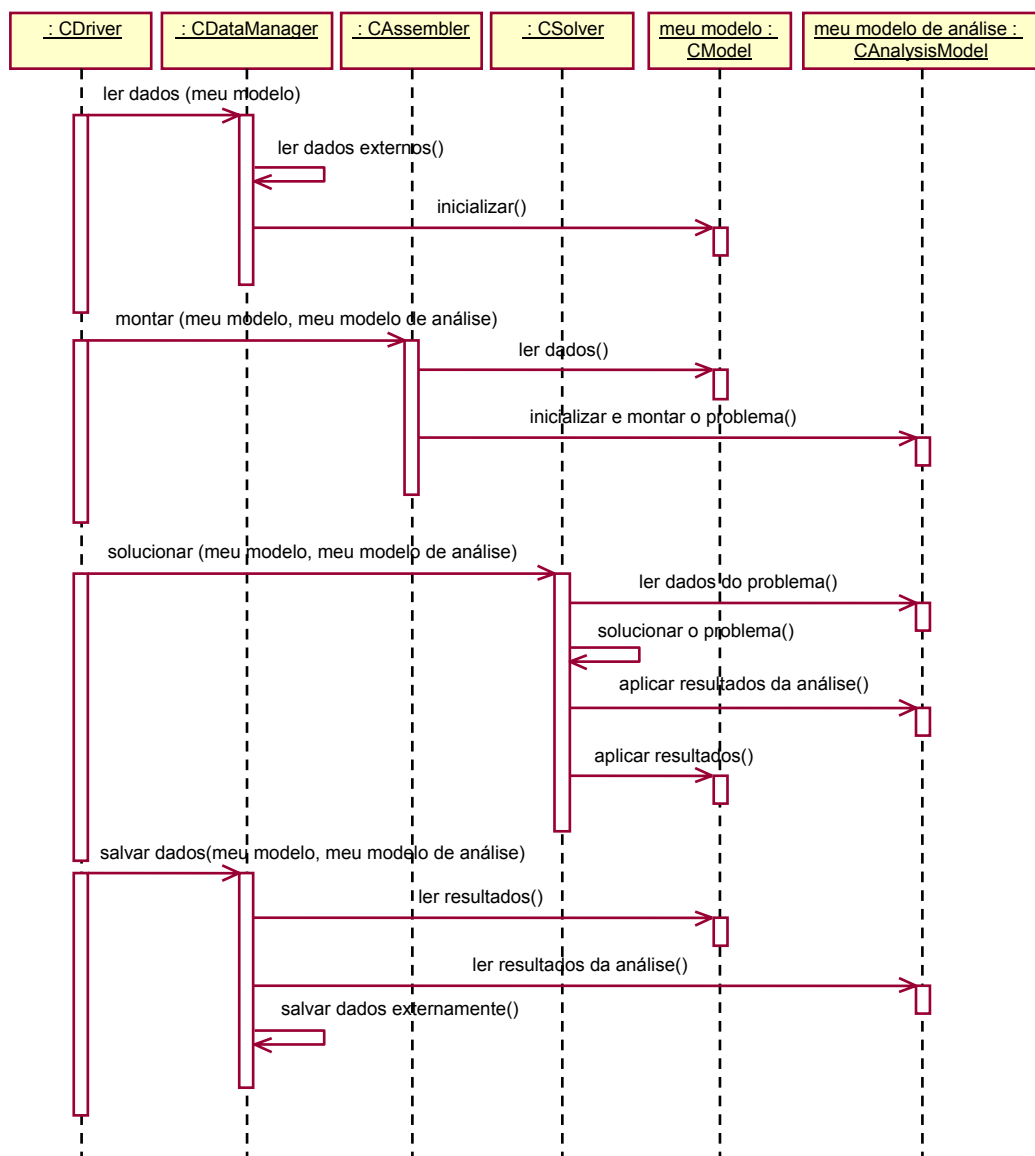 : CDriver
: CDataManager
: CAssembler
: CSolver
meu modelo :
CModel
meu modelo de análise :
CAnalysisModel
ler dados (meu modelo)
ler dados externos()
inicializar()
montar (meu modelo, meu modelo de análise)
ler dados()
inicializar e montar o problema()
solucionar (meu modelo, meu modelo de análise)
ler dados do problema()
solucionar o problema()
aplicar resultados da análise()
aplicar resultados()
salvar dados(meu modelo, meu modelo de análise)
ler resultados()
ler resultados da análise()
salvar dados externamente()